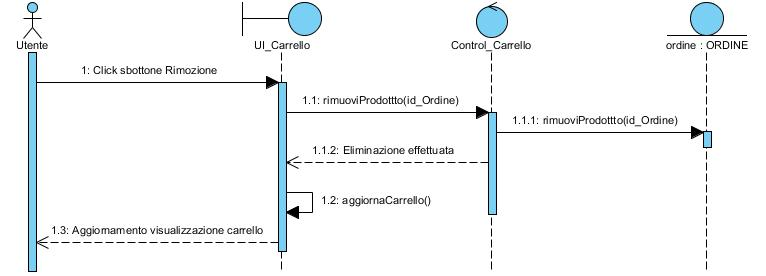 Utente
UI_Carrello
Control_Carrello
ordine : ORDINE
1: Click sbottone Rimozione
1.1: rimuoviProdottto(id_Ordine)
1.1.1: rimuoviProdottto(id_Ordine)
1.1.2: Eliminazione effettuata
1.2: aggiornaCarrello()
1.3: Aggiornamento visualizzazione carrello